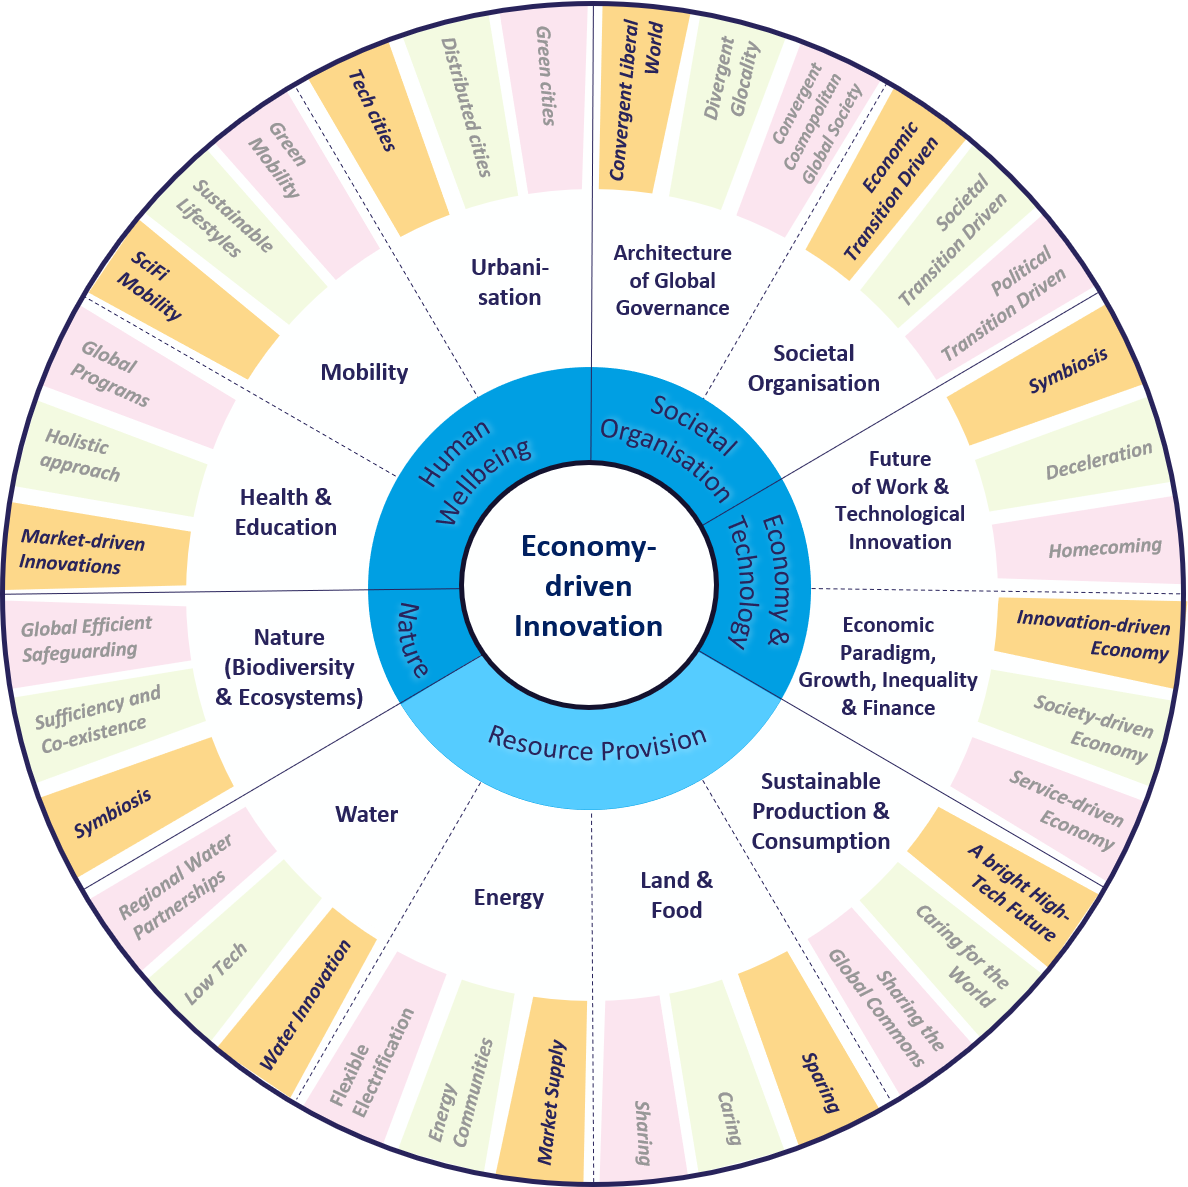 Economy-
driven
Innovation
Societal
Organisation
Economy &
Technology
Resource Provision
Nature
Human
Wellbeing
Architecture
of Global
Governance
Convergent Liberal
World
Divergent
Glocality
Convergent
Cosmopolitan
Global Society
Societal
Organisation
Economic
Transition Driven
Societal
Transition Driven
Political
Transition Driven
Future
of Work &
Technological
Innovation
Symbiosis
Deceleration
Homecoming
Economic
Paradigm,
Growth, Inequality
& Finance
Innovation-driven
Economy
Society-driven
Economy
Service-driven
Economy
Sustainable
Production &
Consumption
A bright High-
Tech Future
Caring for the
World
Sharing the
Global Commons
Land &
Food
Sparing
Caring
Sharing
Energy
Market Supply
Energy
Communities
Flexible
Electrification
Water
Water Innovation
Low Tech
Regional Water
Partnerships
Nature
(Biodiversity
& Ecosystems)
Symbiosis
Sufficiency and
Co-existence
Global Efficient
Safeguarding
Health &
Education
Market-driven
Innovations
Holistic
approach
Global
Programs
Mobility
SciFi
Mobility
Sustainable
Lifestyles
Green
Mobility
Urbani-
sation
Tech cities
Distributed cities
Green cities